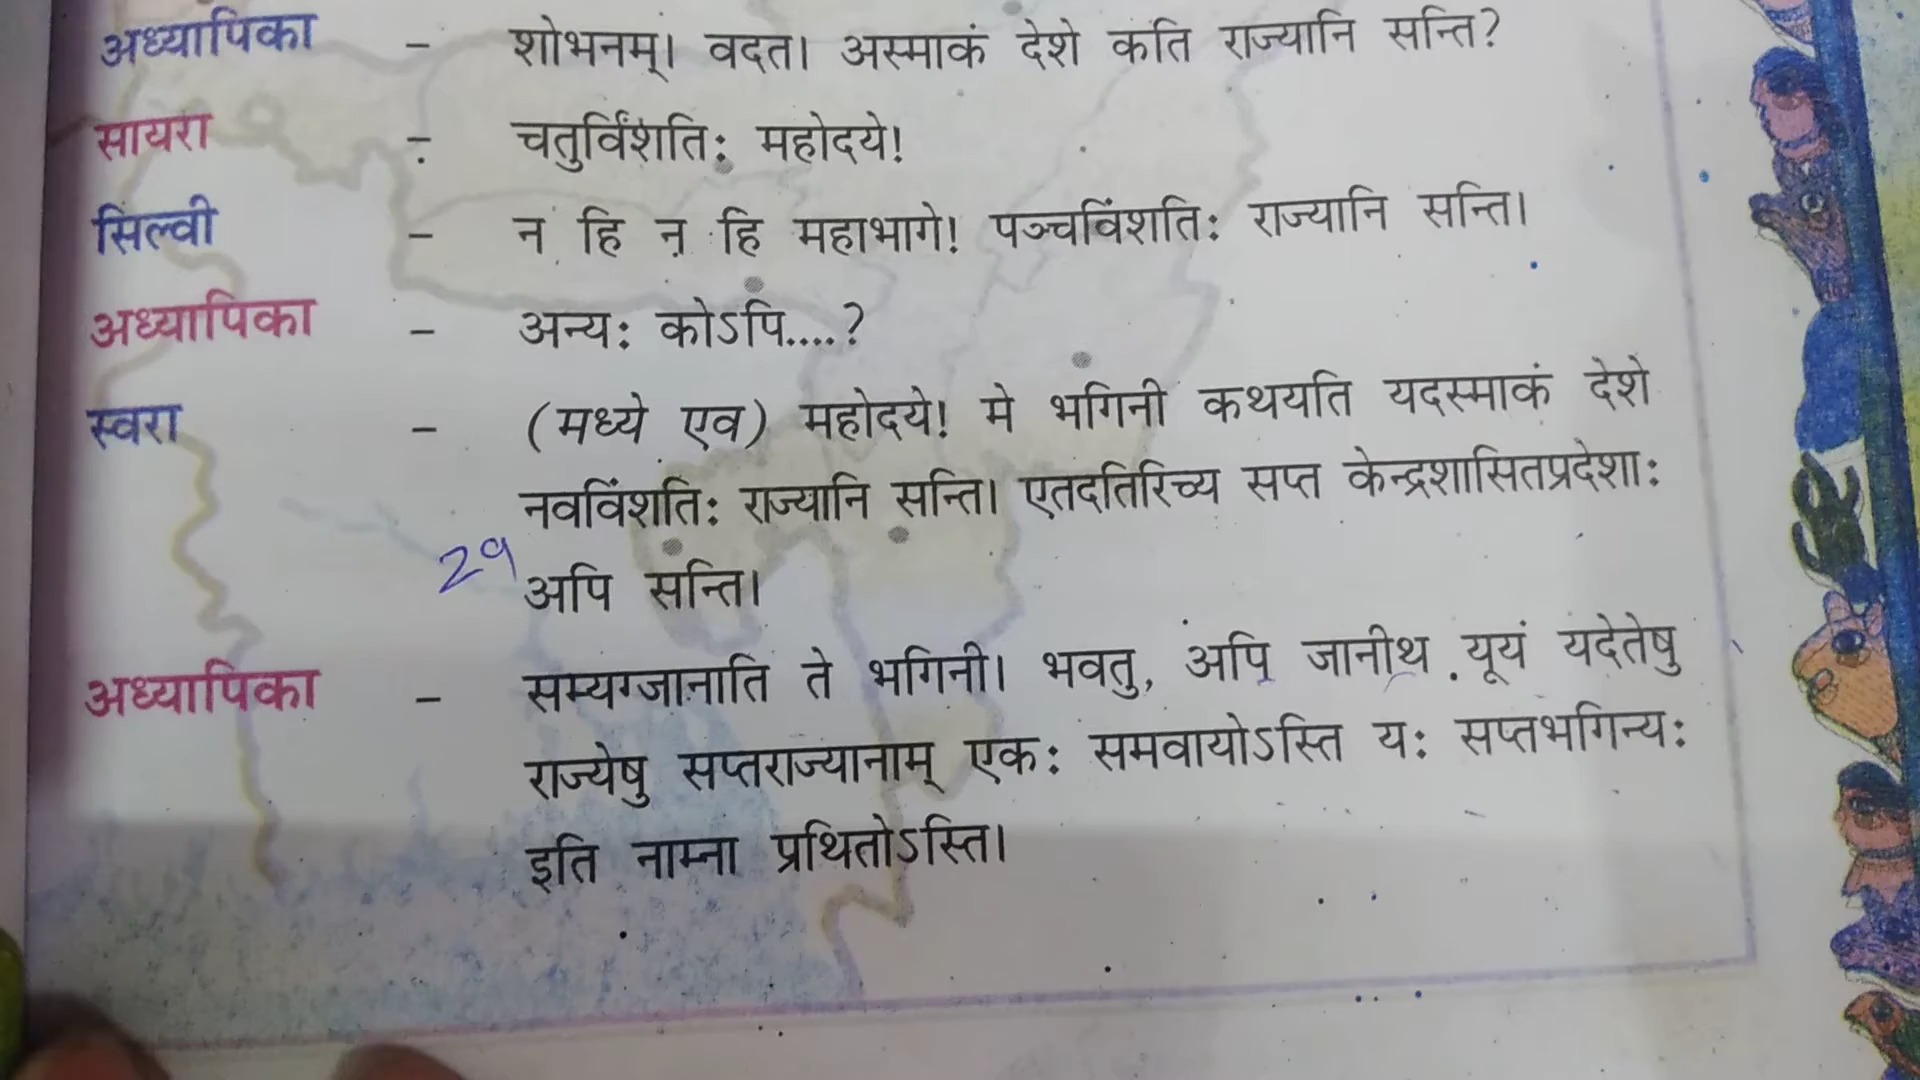 अध्यापिका – शोभनम्। वदत। अस्माकं देशे कति राज्यानि सन्ति?
सायरा – चतुर्विंशतिः महोदये!
सिल्वी – न हि न हि महाभागे! पञ्चविंशतिः राज्यानि सन्ति।
अध्यापिका – अन्यः कोऽपि....?
स्वरा – (मध्ये एव) महोदये! मे भगिनी कथयति यदस्माकं देशे
नवविंशतिः राज्यानि सन्ति। एतदतिरिच्य सप्त केन्द्रशासितप्रदेशाः
29 अपि सन्ति।
अध्यापिका – सम्यग्जानाति ते भगिनी। भवतु, अपि जानीथ यूयं यदेतेषु
राज्येषु सप्तराज्यानाम् एकः समवायोऽस्ति यः सप्तभगिन्यः
इति नाम्ना प्रथितोऽस्ति।